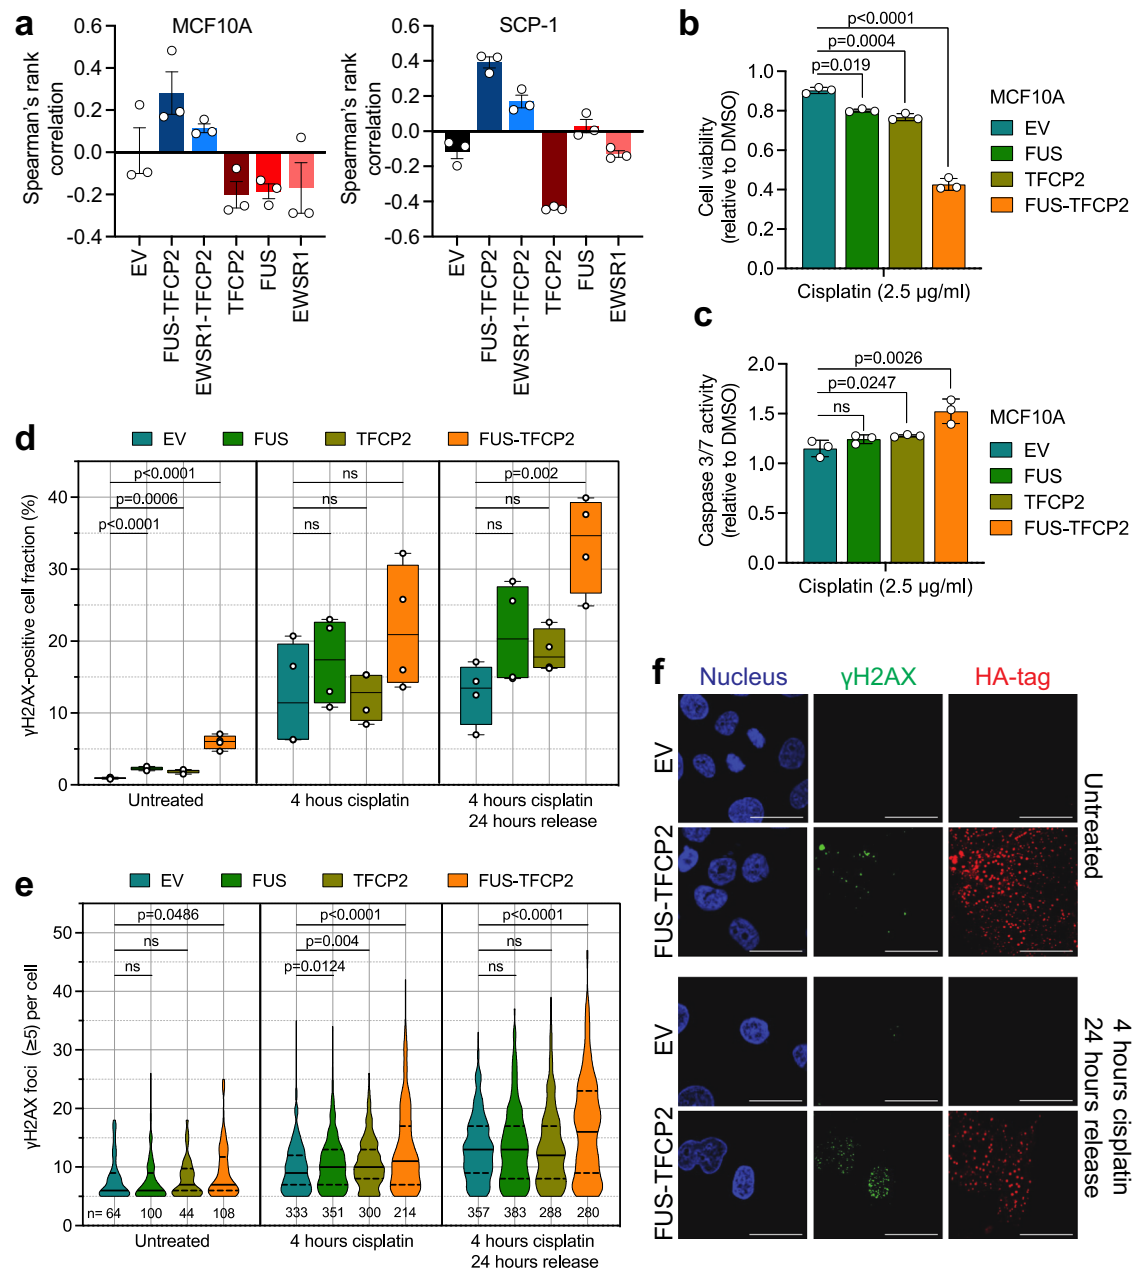 a
MCF10A
Spearman's rank
correlation
0.6
0.4
0.2
0.0
-0.2
-0.4
EV
FUS-TFCP2
EWSR1-TFCP2
TFCP2
FUS
EWSR1
SCP-1
Spearman's rank
correlation
0.6
0.4
0.2
0.0
-0.2
-0.4
-0.6
EV
FUS-TFCP2
EWSR1-TFCP2
TFCP2
FUS
EWSR1
b
p<0.0001
p=0.0004
p=0.019
Cell viability
(relative to DMSO)
1.0
0.8
0.6
0.4
0.2
0.0
Cisplatin (2.5 µg/ml)
MCF10A
EV
FUS
TFCP2
FUS-TFCP2
c
p=0.0026
p=0.0247
ns
Caspase 3/7 activity
(relative to DMSO)
2.0
1.5
1.0
0.5
0.0
Cisplatin (2.5 µg/ml)
MCF10A
EV
FUS
TFCP2
FUS-TFCP2
d
EV FUS TFCP2 FUS-TFCP2
γH2AX-positive cell fraction (%)
40
30
20
10
0
p<0.0001
p=0.0006
p<0.0001
ns
ns
ns
p=0.002
ns
ns
Untreated
4 hous cisplatin
4 hours cisplatin
24 hours release
e
EV FUS TFCP2 FUS-TFCP2
γH2AX foci (≥5) per cell
50
40
30
20
10
0
p=0.0486
ns
ns
p<0.0001
p=0.004
p=0.0124
p<0.0001
ns
ns
n= 64 100 44 108
333 351 300 214
357 383 288 280
Untreated
4 hours cisplatin
4 hours cisplatin
24 hours release
f
Nucleus γH2AX HA-tag
EV
FUS-TFCP2
Untreated
EV
FUS-TFCP2
4 hours cisplatin
24 hours release